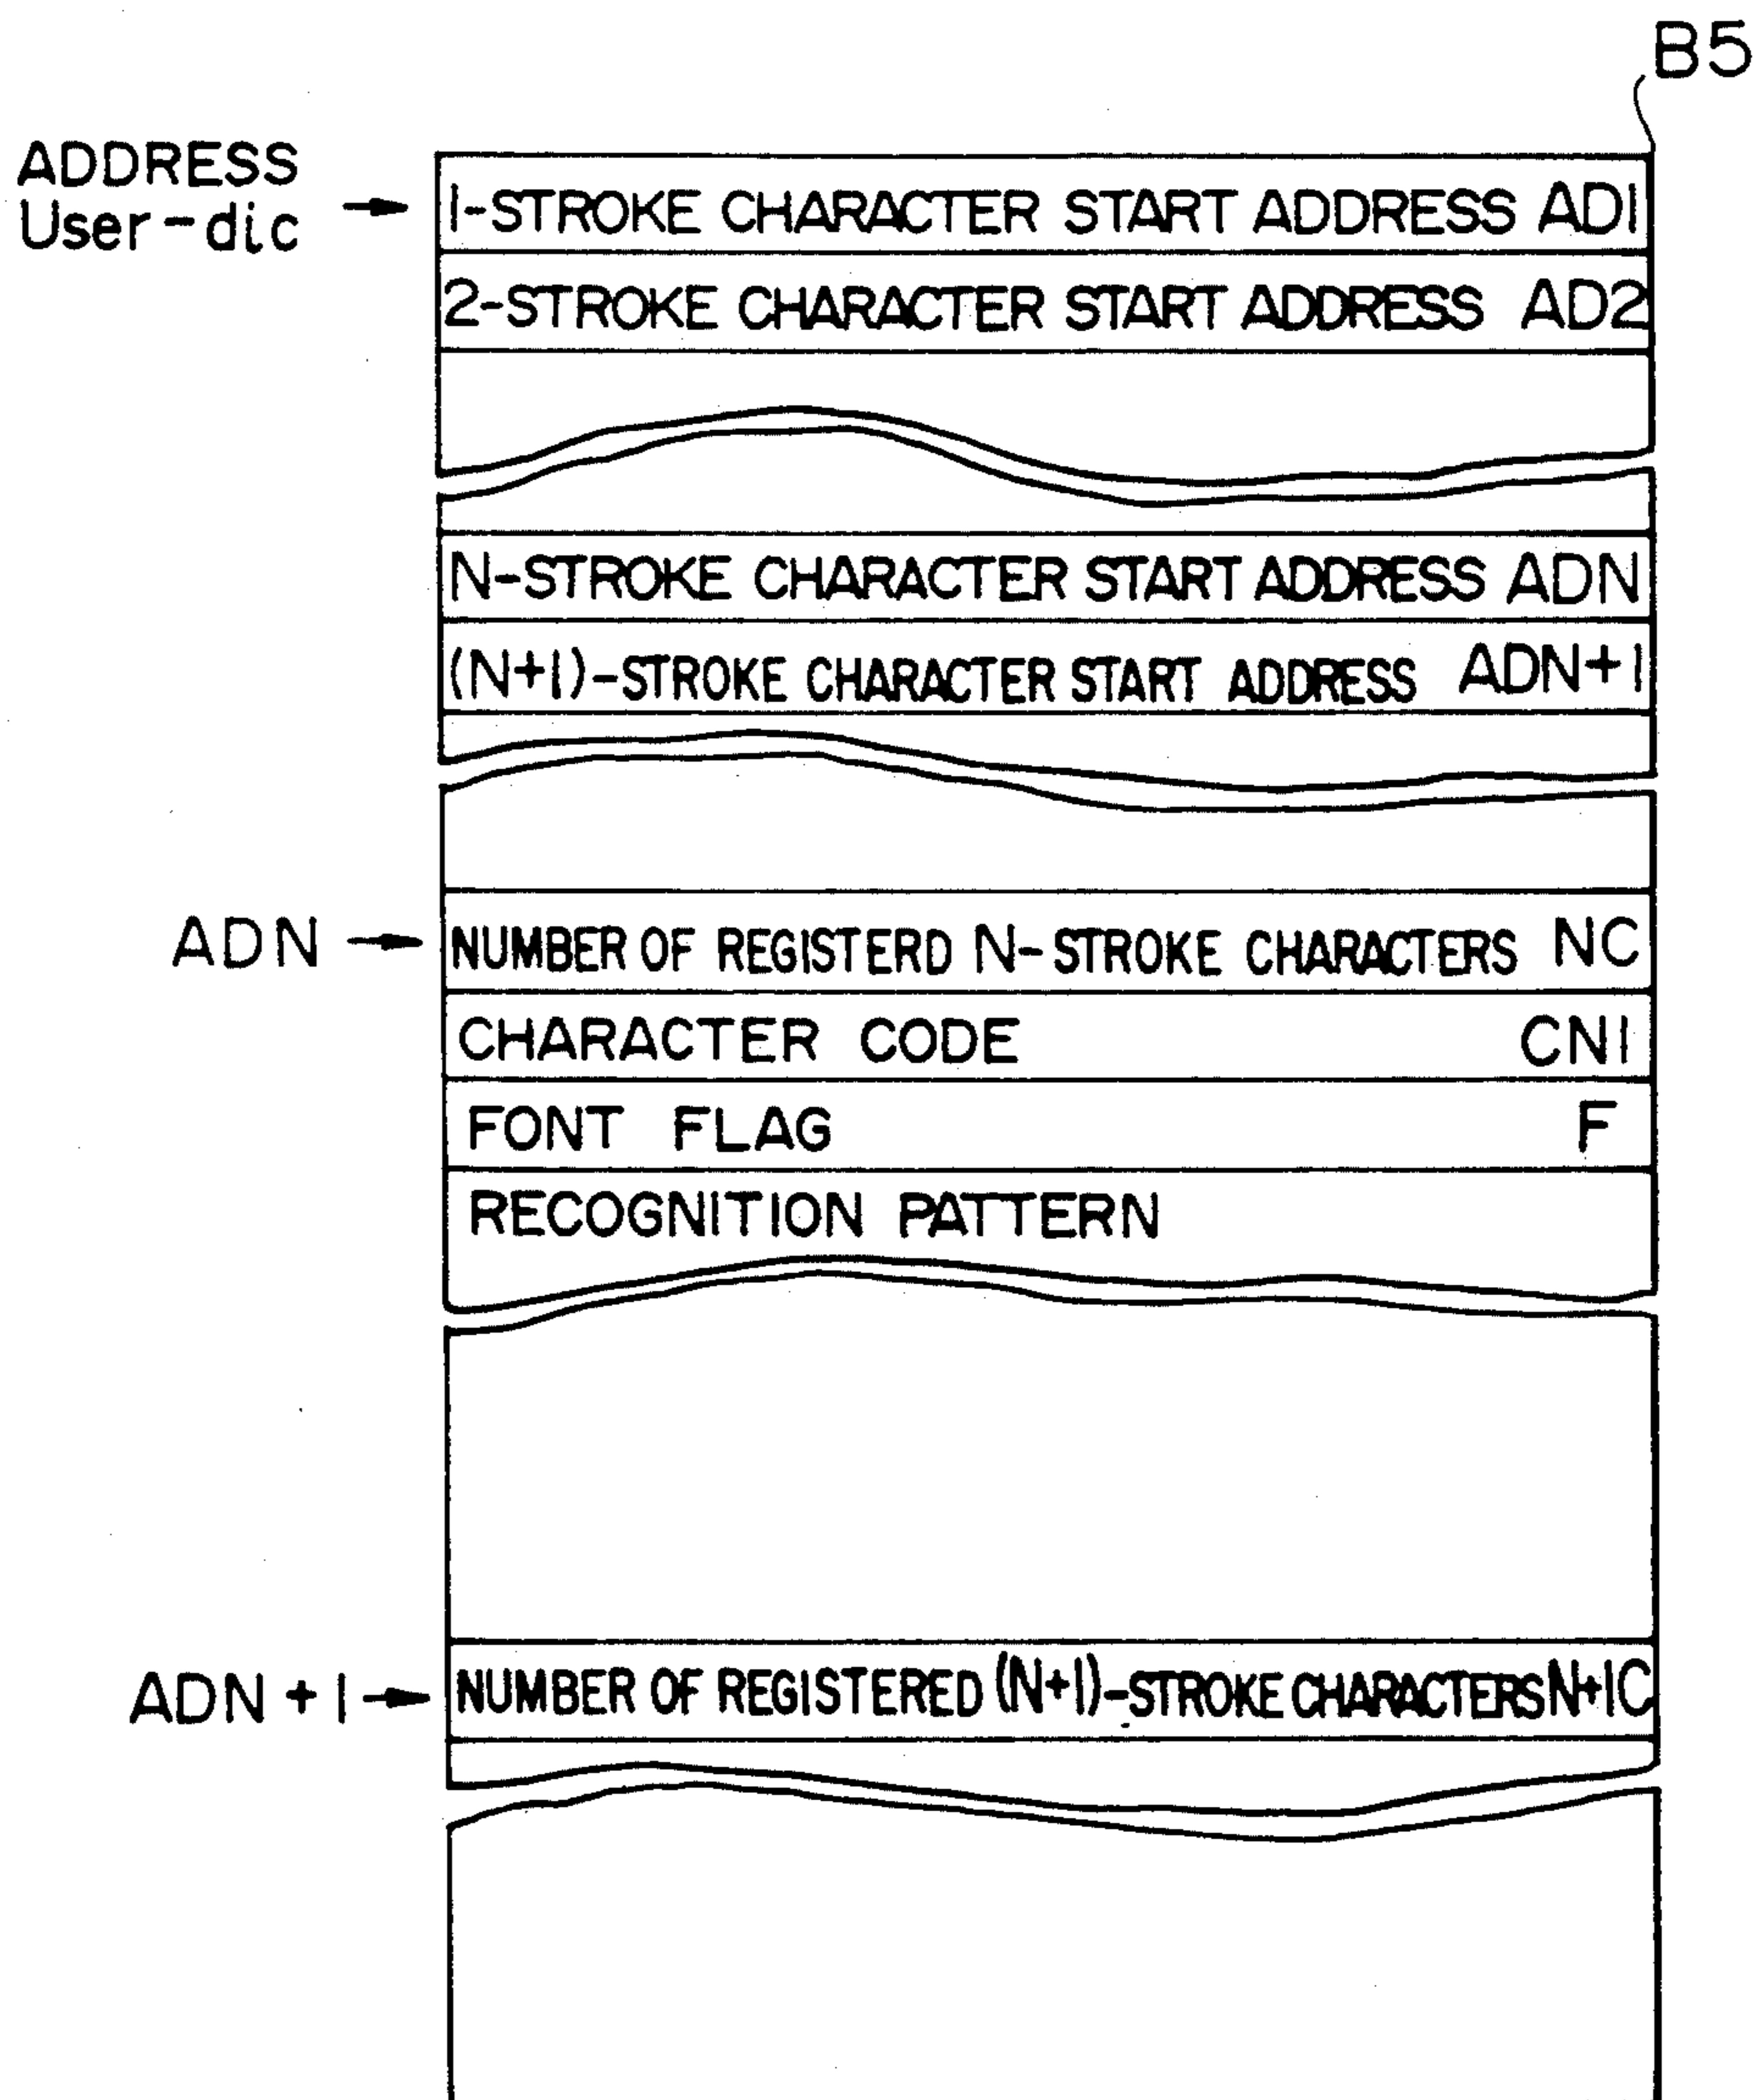 B5
ADDRESS
User-dic →
1-STROKE CHARACTER START ADDRESS AD1
2-STROKE CHARACTER START ADDRESS AD2
N-STROKE CHARACTER START ADDRESS ADN
(N+1)-STROKE CHARACTER START ADDRESS ADN+1
ADN → NUMBER OF REGISTERD N-STROKE CHARACTERS NC
CHARACTER CODE CN1
FONT FLAG F
RECOGNITION PATTERN
ADN+1 → NUMBER OF REGISTERED (N+1)-STROKE CHARACTERS N+1C